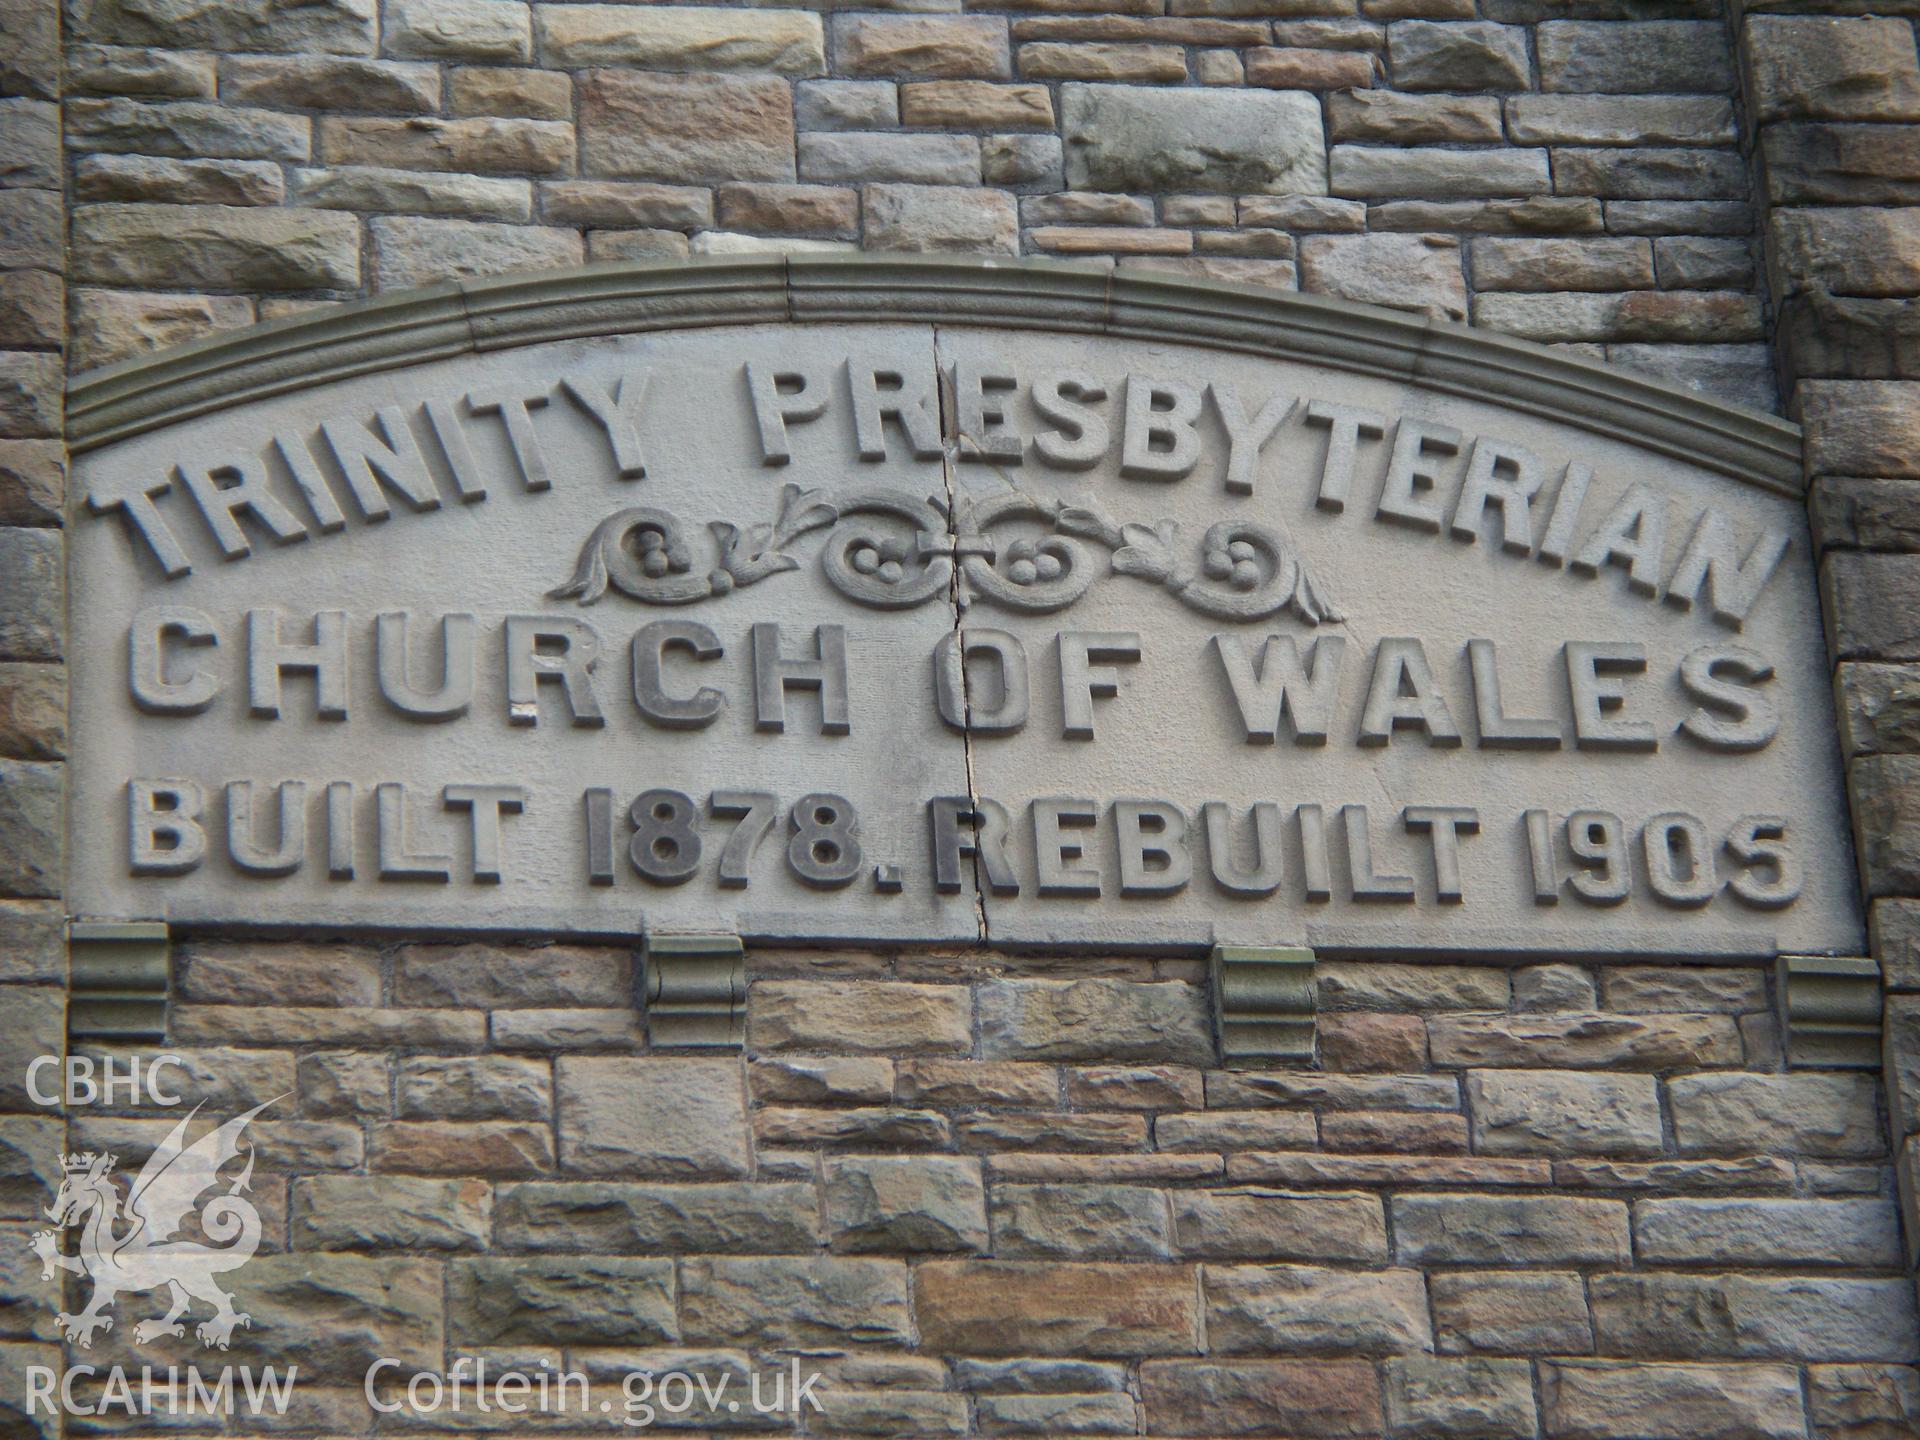 TRINITY PRESBYTERIAN
CHURCH OF WALES
BUILT 1878. REBUILT 1905
CBHC
RCAHMW Coflein.gov.uk